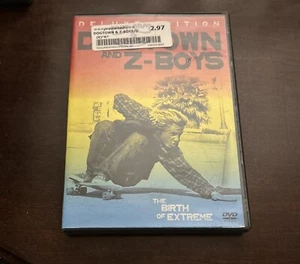 DELUXE EDITION
DOGTOWN & Z-BOYS
2.97
DOGTOWN
AND
Z-BOYS
THE
BIRTH
OF EXTREME
DVD